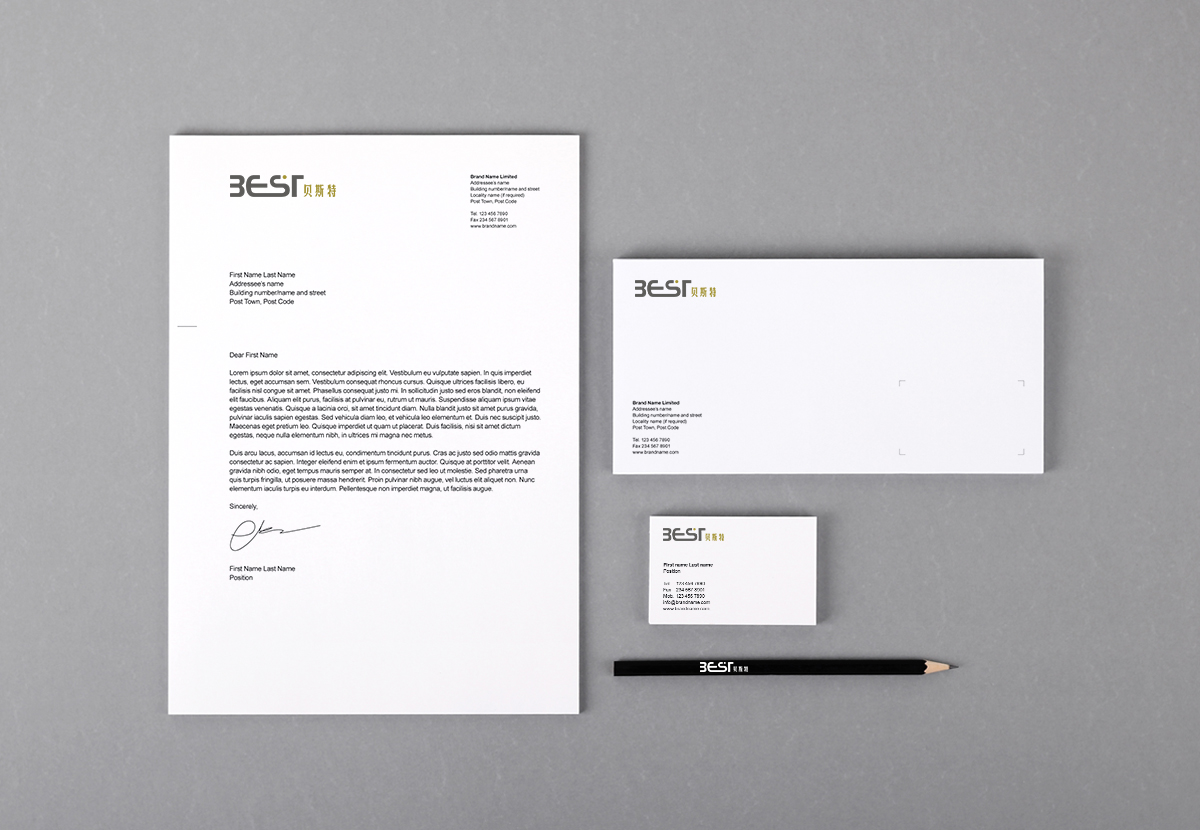 BEST 贝斯特
Brand Name Limited
Addressee's name
Building number/name and street
Locality name (if required)
Post Town, Post Code
Tel. 123 456 7890
Fax 234 567 8901
www.brandname.com
First Name Last Name
Addressee's name
Building number/name and street
Post Town, Post Code
Dear First Name
Lorem ipsum dolor sit amet, consectetur adipiscing elit. Vestibulum eu vulputate sapien. In quis imperdiet
lectus, eget accumsan sem. Vestibulum consequat rhoncus cursus. Quisque ultrices facilisis libero, eu
facilisis nisl congue sit amet. Phasellus consequat justo mi. In sollicitudin justo sed eros blandit, non eleifend
elit faucibus. Aliquam elit purus, facilisis at pulvinar eu, rutrum ut mauris. Suspendisse aliquam ipsum vitae
egestas venenatis. Quisque a lacinia orci, sit amet tincidunt diam. Nulla blandit justo sit amet purus gravida,
pulvinar iaculis sapien egestas. Sed vehicula diam leo, et vehicula leo elementum et. Duis nec suscipit justo.
Maecenas eget pretium leo. Quisque imperdiet ut quam ut placerat. Duis facilisis, nisi sit amet dictum
egestas, neque nulla elementum nibh, in ultrices mi magna nec metus.
Duis arcu lacus, accumsan id lectus eu, condimentum tincidunt purus. Cras ac justo sed odio mattis gravida
consectetur ac sapien. Integer eleifend enim et ipsum fermentum auctor. Quisque at porttitor velit. Aenean
gravida nibh odio, eget tempus mauris semper at. In consectetur sed leo ut molestie. Sed pharetra urna
quis turpis fringilla, ut posuere massa hendrerit. Proin pulvinar nibh augue, vel luctus elit aliquet non. Nunc
elementum iaculis turpis eu interdum. Pellentesque non imperdiet magna, ut facilisis augue.
Sincerely,
First Name Last Name
Position
BEST 贝斯特
Brand Name Limited
Addressee's name
Building number/name and street
Locality name (if required)
Post Town, Post Code
Tel. 123 456 7890
Fax 234 567 8901
www.brandname.com
BEST 贝斯特
First name Last name
Position
Tel. 123 456 7890
Fax 234 567 8901
Mob. 123 456 7890
info@brandname.com
www.brandname.com
BEST 贝斯特